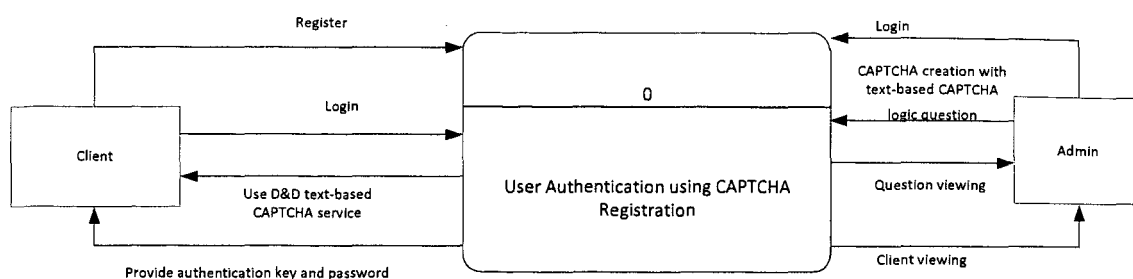 Register
Login
Client
Use D&D text-based
CAPTCHA service
Provide authentication key and password
0
User Authentication using CAPTCHA
Registration
Login
CAPTCHA creation with
text-based CAPTCHA
logic question
Admin
Question viewing
Client viewing